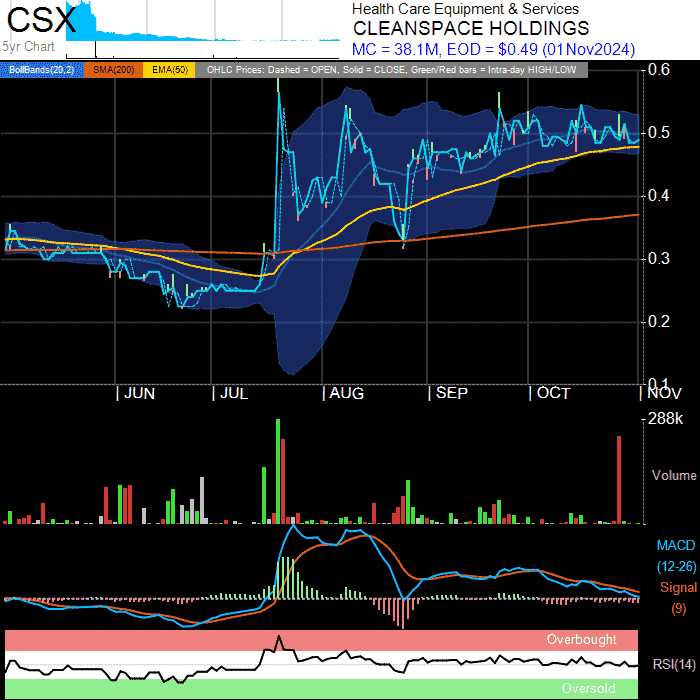 CSX
5yr Chart
Health Care Equipment & Services
CLEANSPACE HOLDINGS
MC = 38.1M, EOD = $0.49 (01Nov2024)
BollBands(20,2) SMA(200) EMA(50) OHLC Prices: Dashed = OPEN, Solid = CLOSE, Green/Red bars = Intra-day HIGH/LOW
0.6
0.5
0.4
0.3
0.2
0.1
JUN JUL AUG SEP OCT NOV
288k
Volume
MACD
(12-26)
Signal
(9)
Overbought
RSI(14)
Oversold